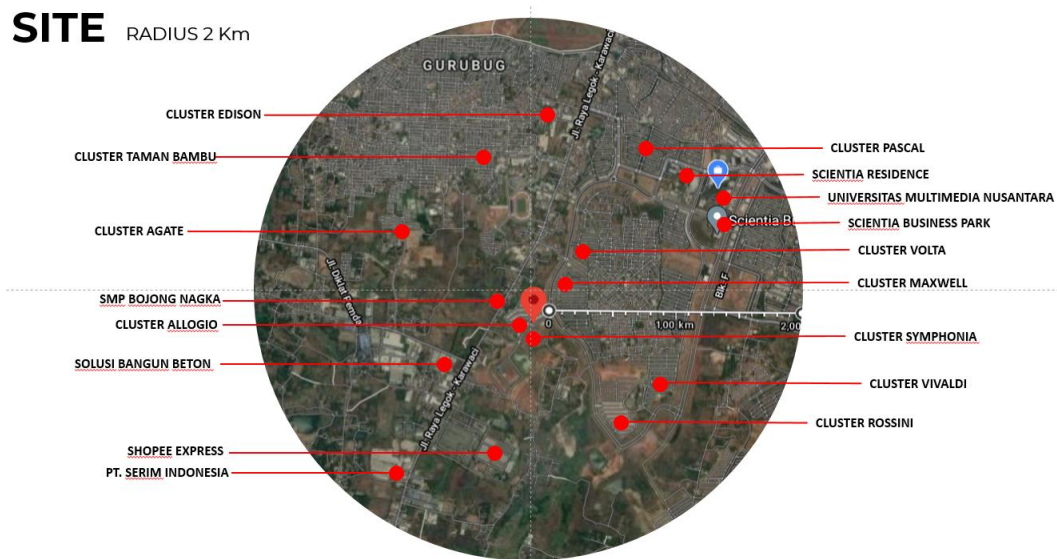 SITE RADIUS 2 Km
GURUBUG
Jl. Raya Legok - Karawaci
CLUSTER EDISON
CLUSTER TAMAN BAMBU
CLUSTER AGATE
Jl. Diklat Pemda
SMP BOJONG NAGKA
CLUSTER ALLOGIO
SOLUSI BANGUN BETON
Jl. Raya Legok - Karawaci
SHOPEE EXPRESS
PT. SERIM INDONESIA
CLUSTER PASCAL
SCIENTIA RESIDENCE
UNIVERSITAS MULTIMEDIA NUSANTARA
Scientia B
SCIENTIA BUSINESS PARK
CLUSTER VOLTA
Blk. F
CLUSTER MAXWELL
0 1,00 km 2,00
CLUSTER SYMPHONIA
CLUSTER VIVALDI
CLUSTER ROSSINI